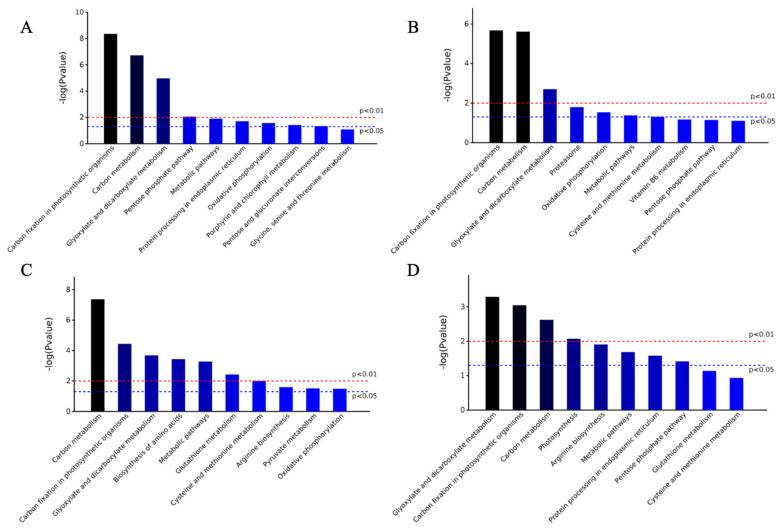 A
10
8
6
4
2
0
-log(Pvalue)
p<0.01
p<0.05
Carbon fixation in photosynthetic organisms
Carbon metabolism
Glyoxylate and dicarboxylate metabolism
Pentose phosphate pathway
Metabolic pathways
Protein processing in endoplasmic reticulum
Oxidative phosphorylation
Porphyrin and chlorophyll metabolism
Pentose and glucuronate interconversions
Glycine, serine and threonine metabolism
B
6
4
2
0
-log(Pvalue)
p<0.01
p<0.05
Carbon fixation in photosynthetic organisms
Carbon metabolism
Glyoxylate and dicarboxylate metabolism
Proteasome
Oxidative phosphorylation
Metabolic pathways
Cysteine and methionine metabolism
Vitamin B6 metabolism
Pentose phosphate pathway
Protein processing in endoplasmic reticulum
C
8
6
4
2
0
-log(Pvalue)
p<0.01
p<0.05
Carbon metabolism
Carbon fixation in photosynthetic organisms
Glyoxylate and dicarboxylate metabolism
Biosynthesis of amino acids
Metabolic pathways
Glutathione metabolism
Cysteine and methionine metabolism
Arginine biosynthesis
Pyruvate metabolism
Oxidative phosphorylation
D
3
2
1
0
-log(Pvalue)
p<0.01
p<0.05
Glyoxylate and dicarboxylate metabolism
Carbon fixation in photosynthetic organisms
Carbon metabolism
Photosynthesis
Arginine biosynthesis
Metabolic pathways
Protein processing in endoplasmic reticulum
Pentose phosphate pathway
Glutathione metabolism
Cysteine and methionine metabolism